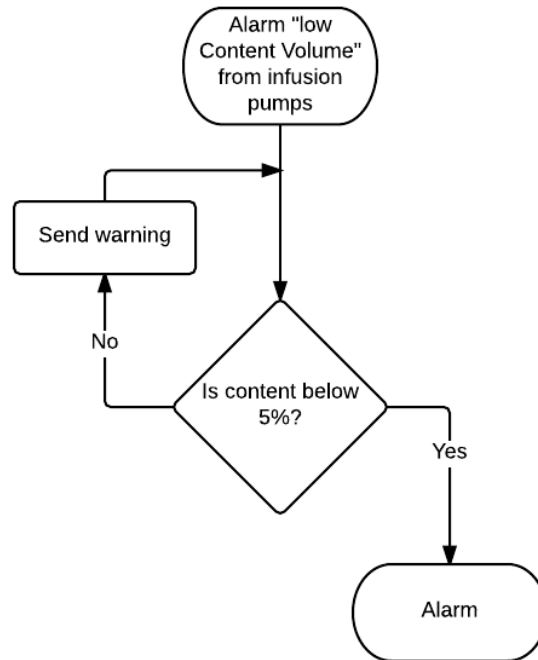 Alarm "low
Content Volume"
from infusion
pumps
Send warning
No
Is content below
5%?
Yes
Alarm